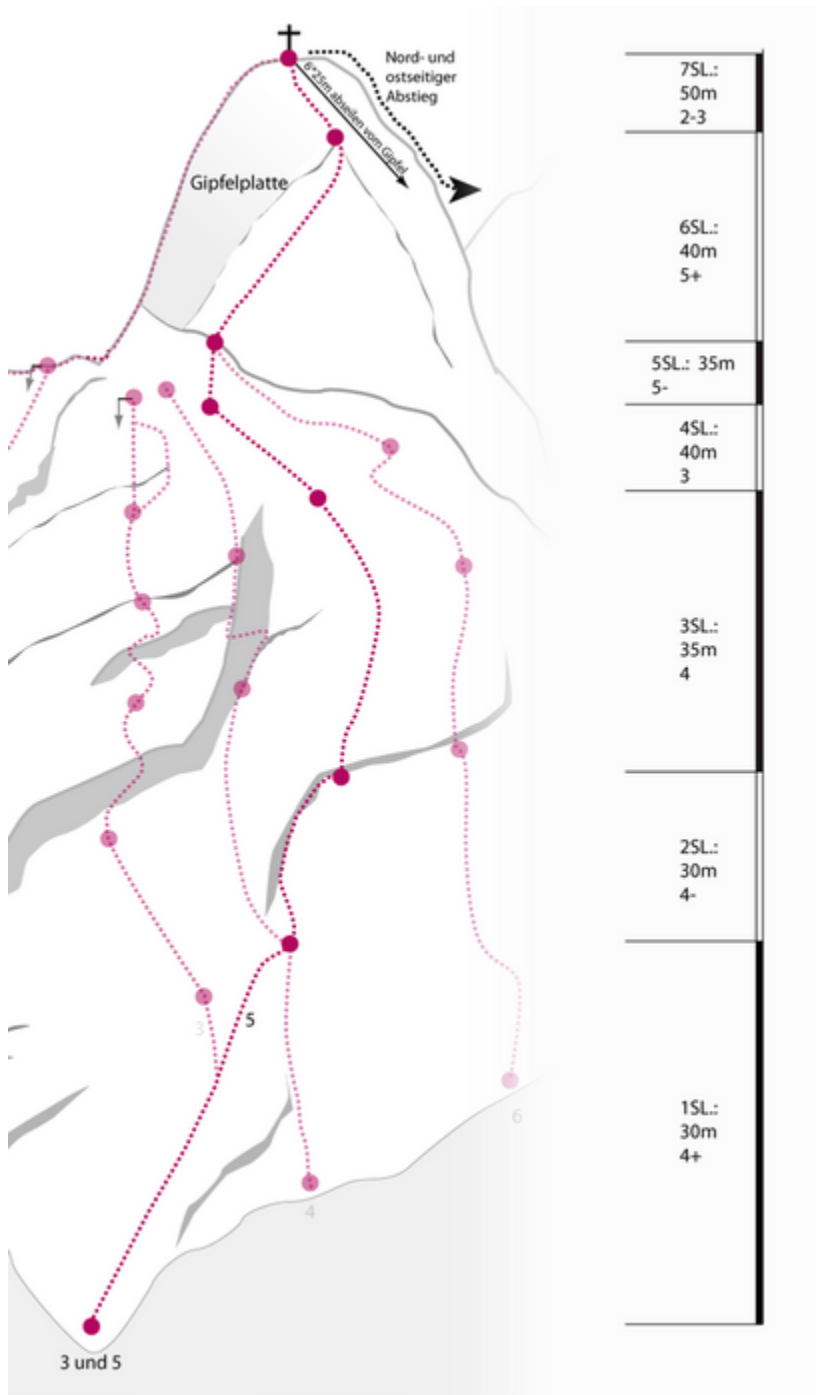 Nord- und
ostseitiger
Abstieg
6*25m abseilen vom Gipfel
Gipfelplatte
7SL.:
50m
2-3
6SL.:
40m
5+
5SL.: 35m
5-
4SL.:
40m
3
3SL.:
35m
4
2SL.:
30m
4-
3
5
6
1SL.:
30m
4+
4
3 und 5